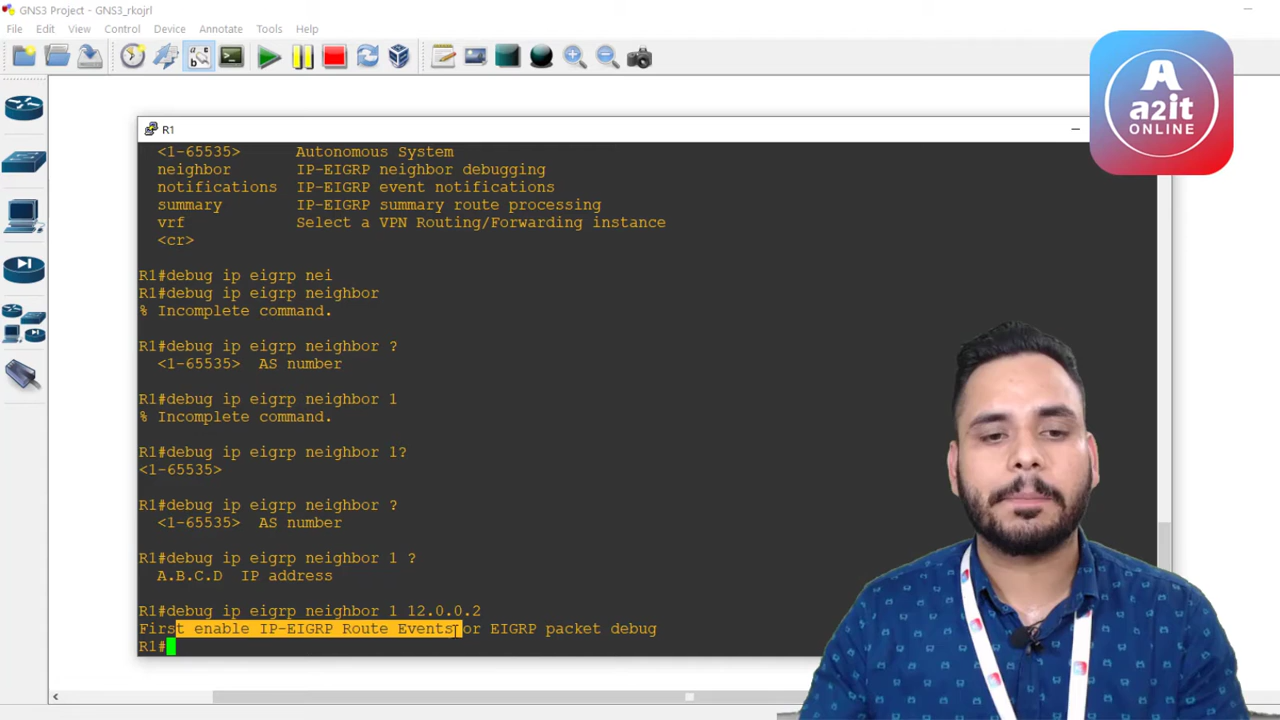 GNS3 Project - GNS3_rkojrl
File Edit View Control Device Annotate Tools Help
R1
<1-65535> Autonomous System
neighbor IP-EIGRP neighbor debugging
notifications IP-EIGRP event notifications
summary IP-EIGRP summary route processing
vrf Select a VPN Routing/Forwarding instance
<cr>
R1#debug ip eigrp nei
R1#debug ip eigrp neighbor
% Incomplete command.
R1#debug ip eigrp neighbor ?
<1-65535> AS number
R1#debug ip eigrp neighbor 1
% Incomplete command.
R1#debug ip eigrp neighbor 1?
<1-65535>
R1#debug ip eigrp neighbor ?
<1-65535> AS number
R1#debug ip eigrp neighbor 1 ?
A.B.C.D IP address
R1#debug ip eigrp neighbor 1 12.0.0.2
First enable IP-EIGRP Route Events or EIGRP packet debug
R1#
A
a2it
ONLINE